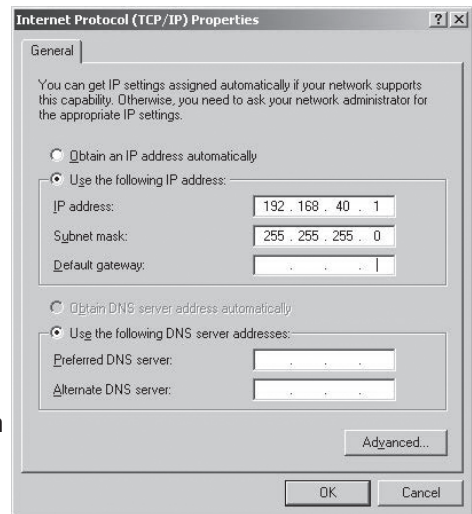 Internet Protocol (TCP/IP) Properties
General
You can get IP settings assigned automatically if your network supports
this capability. Otherwise, you need to ask your network administrator for
the appropriate IP settings.
Obtain an IP address automatically
Use the following IP address:
IP address: 192 . 168 . 40 . 1
Subnet mask: 255 . 255 . 255 . 0
Default gateway: . . .
Obtain DNS server address automatically
Use the following DNS server addresses:
Preferred DNS server: . . .
Alternate DNS server: . . .
Advanced...
OK Cancel